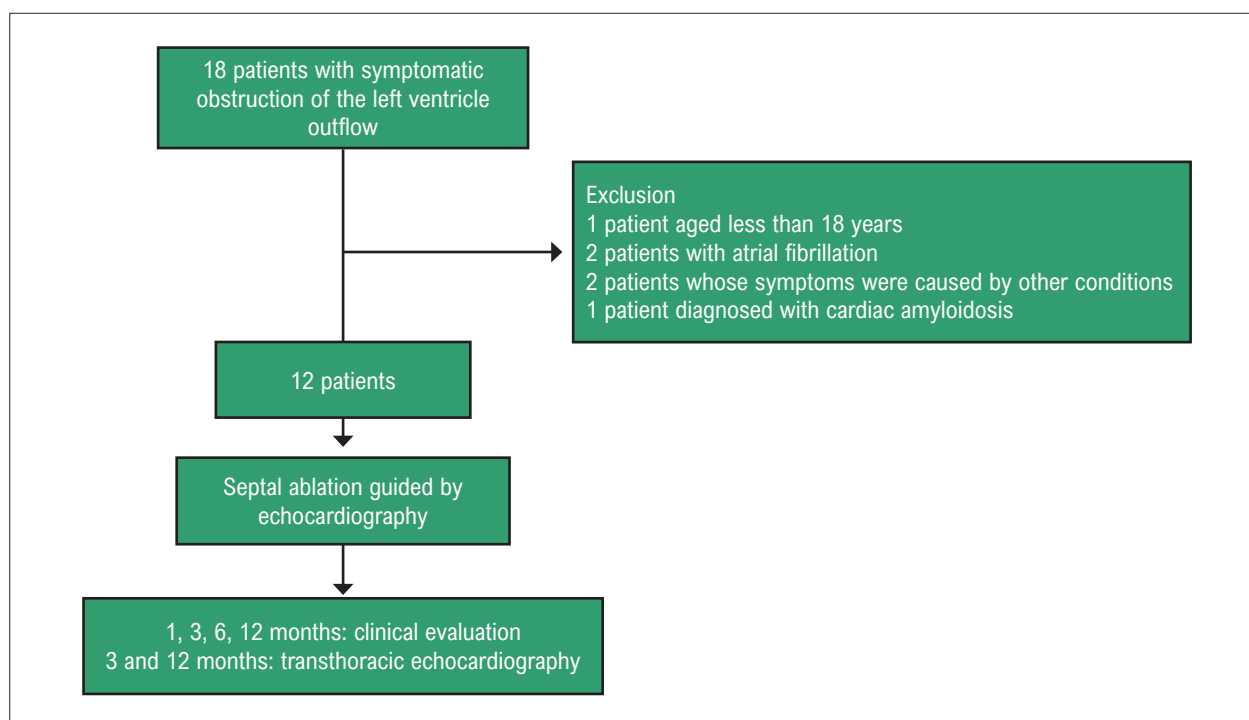 18 patients with symptomatic
obstruction of the left ventricle
outflow
Exclusion
1 patient aged less than 18 years
2 patients with atrial fibrillation
2 patients whose symptoms were caused by other conditions
1 patient diagnosed with cardiac amyloidosis
12 patients
Septal ablation guided by
echocardiography
1, 3, 6, 12 months: clinical evaluation
3 and 12 months: transthoracic echocardiography